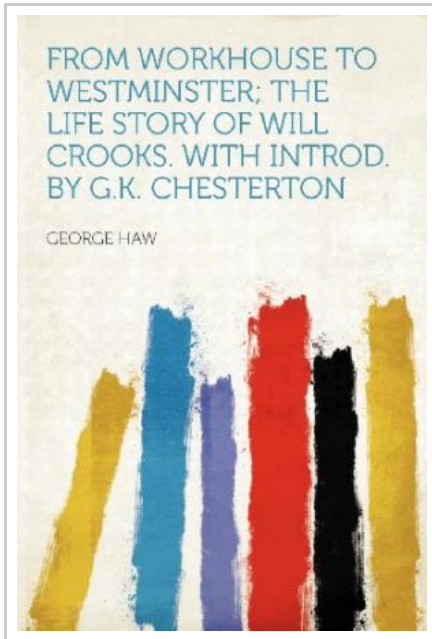 FROM WORKHOUSE TO
WESTMINSTER; THE
LIFE STORY OF WILL
CROOKS. WITH INTROD.
BY G.K. CHESTERTON
GEORGE HAW